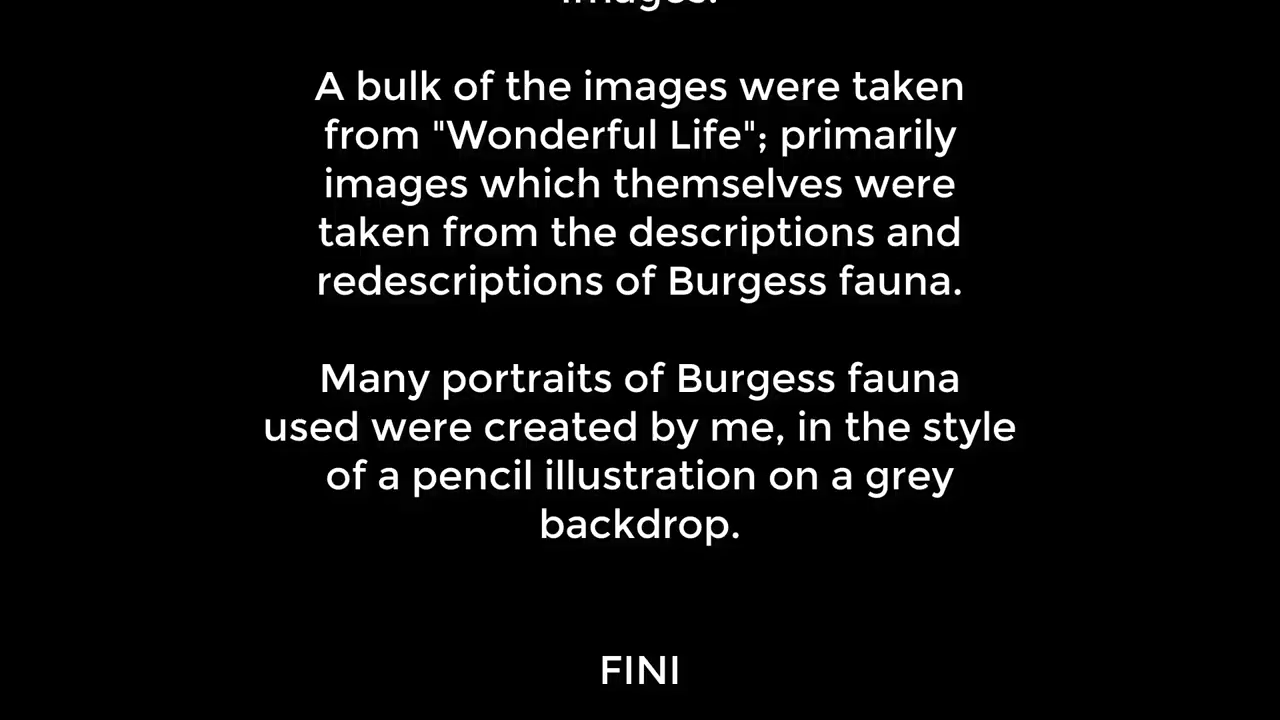 images.
A bulk of the images were taken
from "Wonderful Life"; primarily
images which themselves were
taken from the descriptions and
redescriptions of Burgess fauna.
Many portraits of Burgess fauna
used were created by me, in the style
of a pencil illustration on a grey
backdrop.
FINI